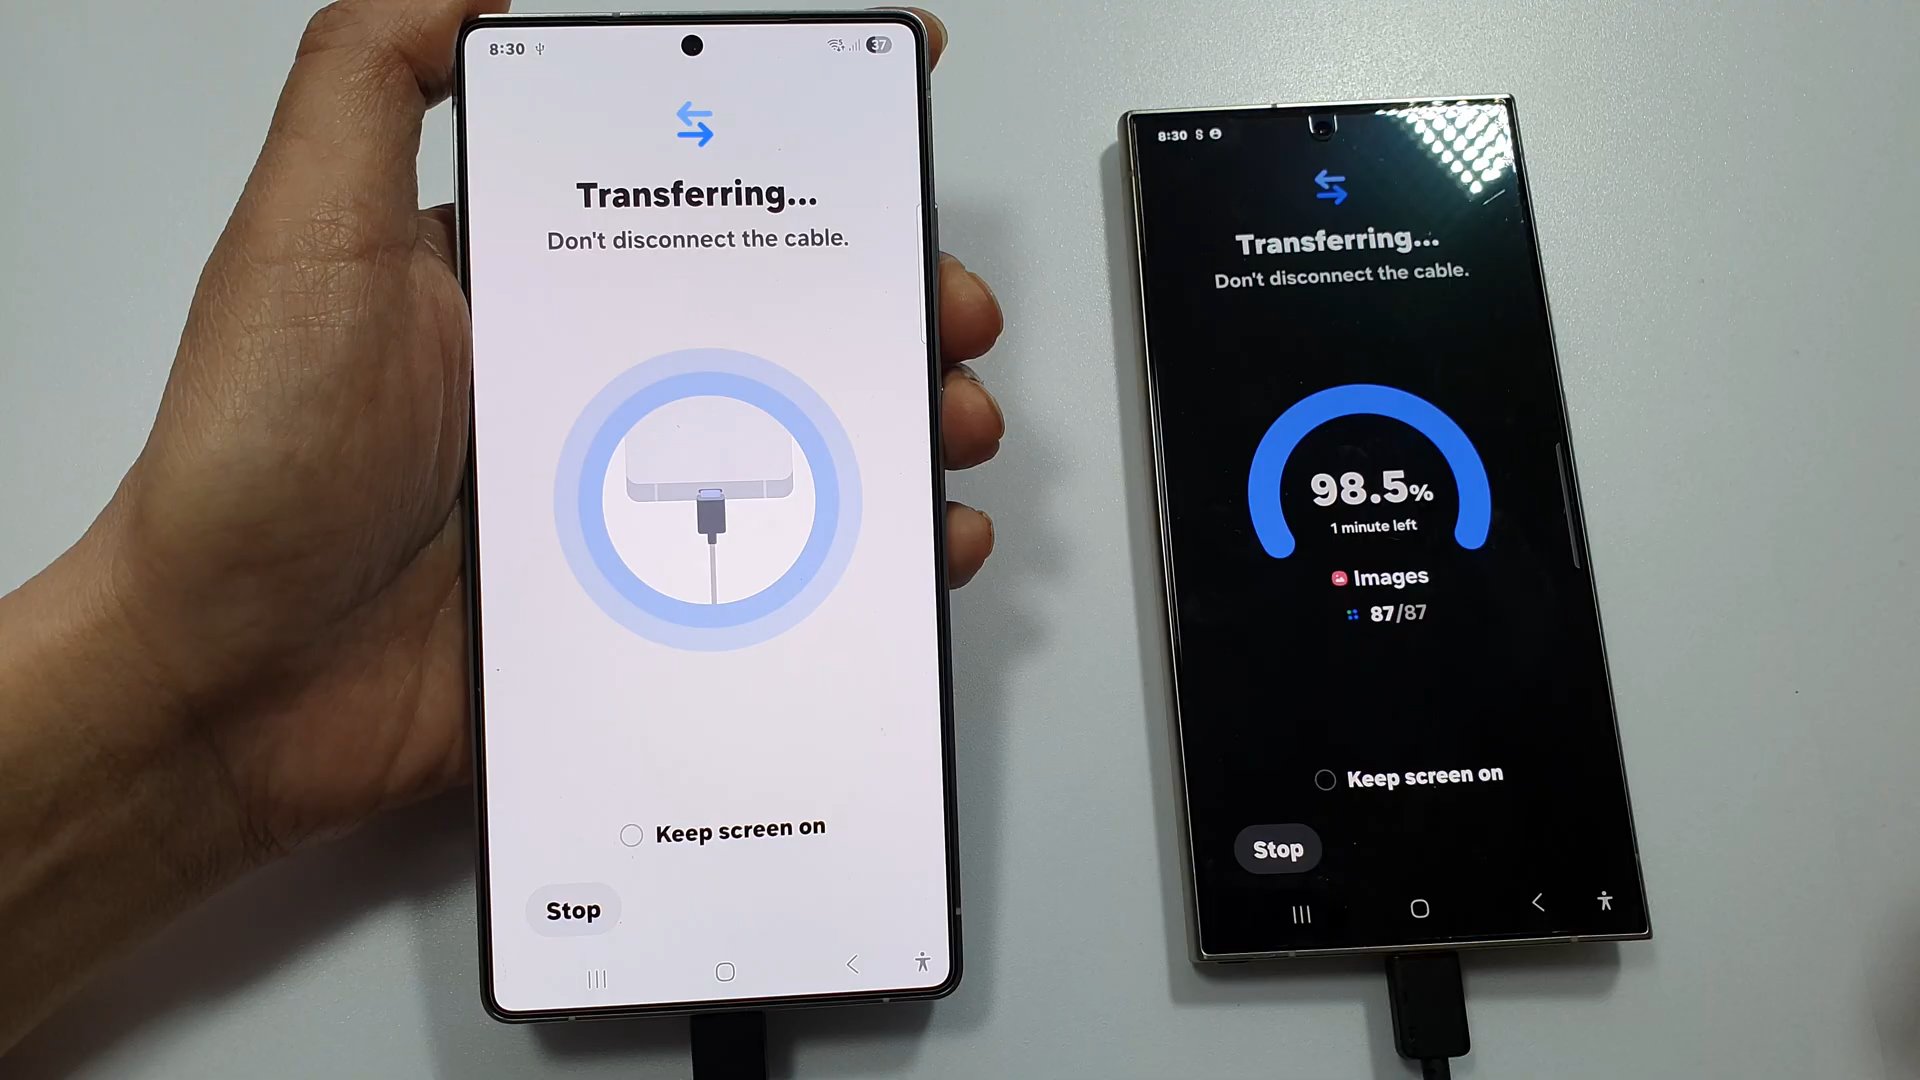 8:30
37
Transferring...
Don't disconnect the cable.
Keep screen on
Stop
8:30
Transferring...
Don't disconnect the cable.
98.5%
1 minute left
Images
87/87
Keep screen on
Stop